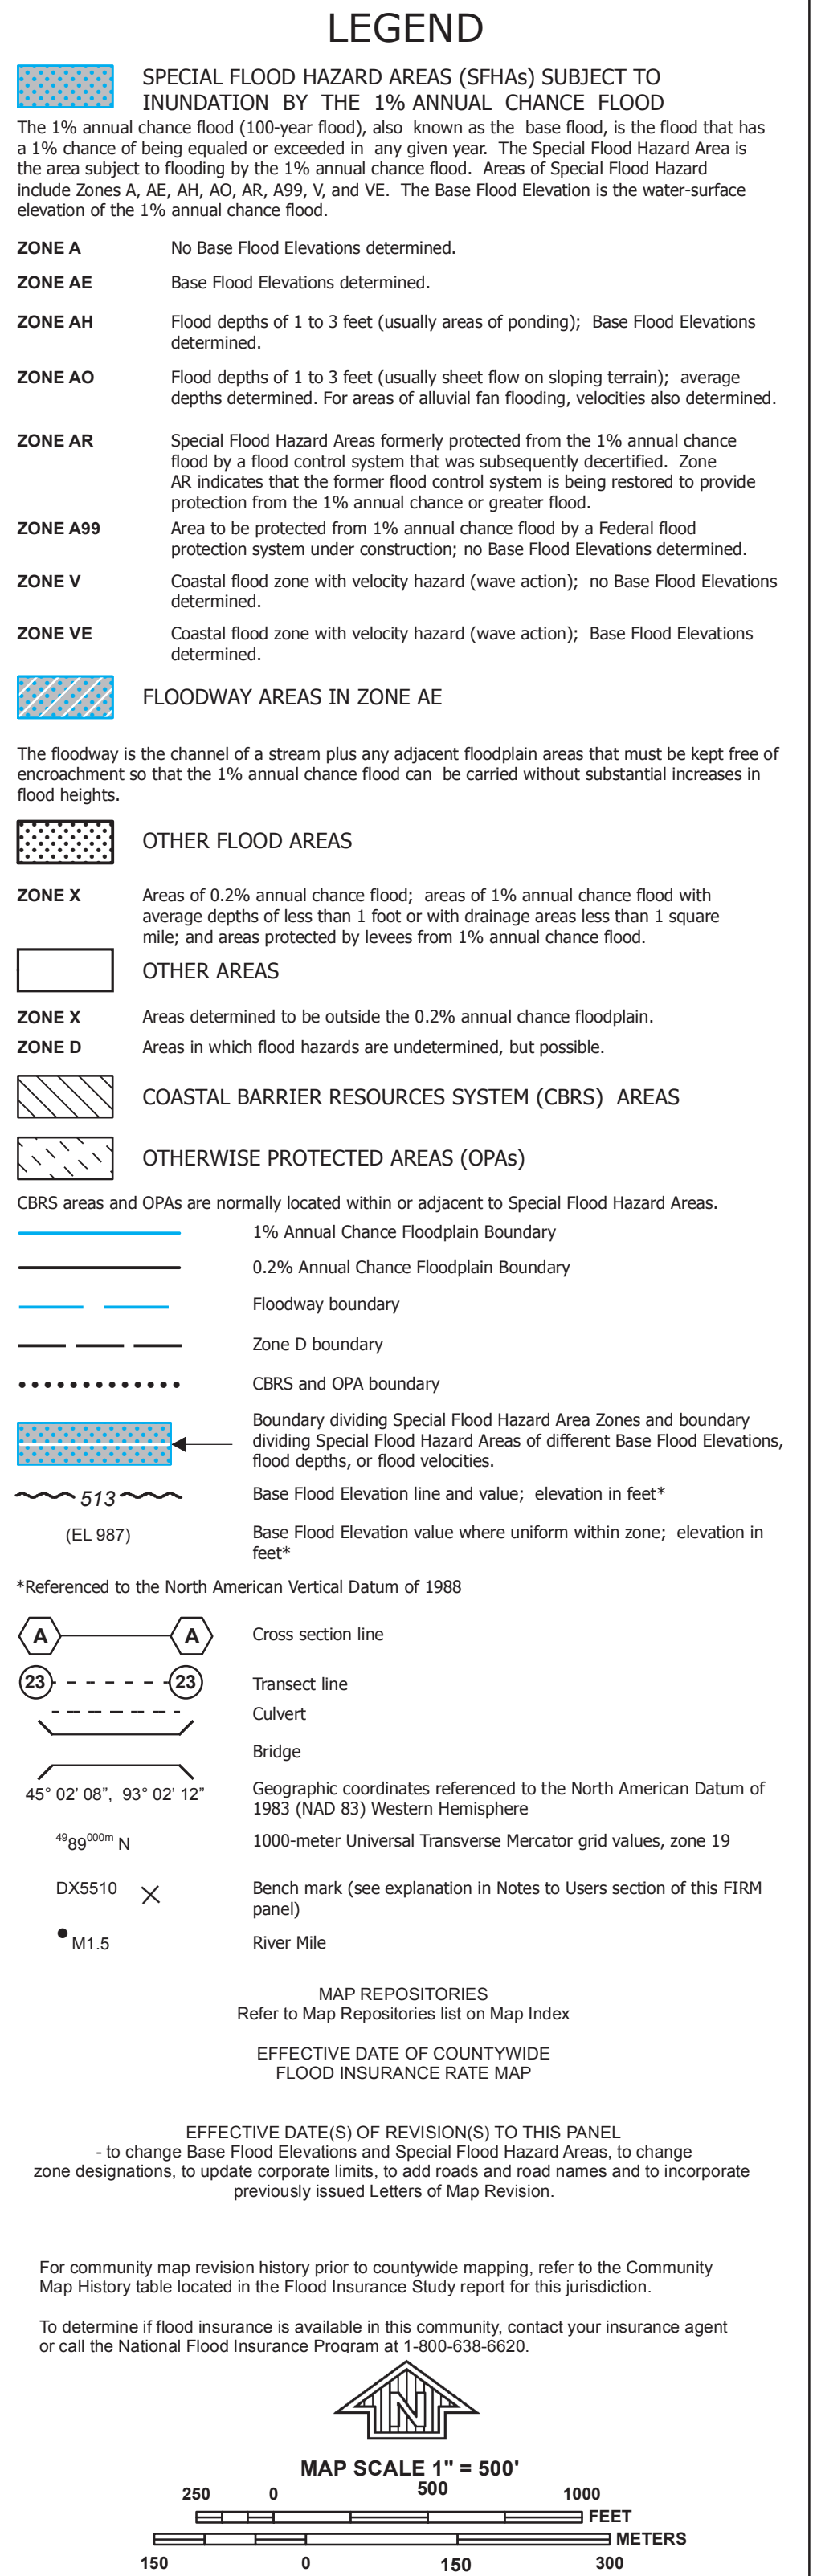 LEGEND
SPECIAL FLOOD HAZARD AREAS (SFHAs) SUBJECT TO
INUNDATION BY THE 1% ANNUAL CHANCE FLOOD
The 1% annual chance flood (100-year flood), also known as the base flood, is the flood that has
a 1% chance of being equaled or exceeded in any given year. The Special Flood Hazard Area is
the area subject to flooding by the 1% annual chance flood. Areas of Special Flood Hazard
include Zones A, AE, AH, AO, AR, A99, V, and VE. The Base Flood Elevation is the water-surface
elevation of the 1% annual chance flood.
ZONE A No Base Flood Elevations determined.
ZONE AE Base Flood Elevations determined.
ZONE AH Flood depths of 1 to 3 feet (usually areas of ponding); Base Flood Elevations
determined.
ZONE AO Flood depths of 1 to 3 feet (usually sheet flow on sloping terrain); average
depths determined. For areas of alluvial fan flooding, velocities also determined.
ZONE AR Special Flood Hazard Areas formerly protected from the 1% annual chance
flood by a flood control system that was subsequently decertified. Zone
AR indicates that the former flood control system is being restored to provide
protection from the 1% annual chance or greater flood.
ZONE A99 Area to be protected from 1% annual chance flood by a Federal flood
protection system under construction; no Base Flood Elevations determined.
ZONE V Coastal flood zone with velocity hazard (wave action); no Base Flood Elevations
determined.
ZONE VE Coastal flood zone with velocity hazard (wave action); Base Flood Elevations
determined.
FLOODWAY AREAS IN ZONE AE
The floodway is the channel of a stream plus any adjacent floodplain areas that must be kept free of
encroachment so that the 1% annual chance flood can be carried without substantial increases in
flood heights.
OTHER FLOOD AREAS
ZONE X Areas of 0.2% annual chance flood; areas of 1% annual chance flood with
average depths of less than 1 foot or with drainage areas less than 1 square
mile; and areas protected by levees from 1% annual chance flood.
OTHER AREAS
ZONE X Areas determined to be outside the 0.2% annual chance floodplain.
ZONE D Areas in which flood hazards are undetermined, but possible.
COASTAL BARRIER RESOURCES SYSTEM (CBRS) AREAS
OTHERWISE PROTECTED AREAS (OPAs)
CBRS areas and OPAs are normally located within or adjacent to Special Flood Hazard Areas.
1% Annual Chance Floodplain Boundary
0.2% Annual Chance Floodplain Boundary
Floodway boundary
Zone D boundary
CBRS and OPA boundary
Boundary dividing Special Flood Hazard Area Zones and boundary
dividing Special Flood Hazard Areas of different Base Flood Elevations,
flood depths, or flood velocities.
513 Base Flood Elevation line and value; elevation in feet*
(EL 987) Base Flood Elevation value where uniform within zone; elevation in
feet*
*Referenced to the North American Vertical Datum of 1988
A A Cross section line
23 23 Transect line
Culvert
Bridge
45° 02’ 08”, 93° 02’ 12” Geographic coordinates referenced to the North American Datum of
1983 (NAD 83) Western Hemisphere
4989000m N 1000-meter Universal Transverse Mercator grid values, zone 19
DX5510 Bench mark (see explanation in Notes to Users section of this FIRM
panel)
M1.5 River Mile
MAP REPOSITORIES
Refer to Map Repositories list on Map Index
EFFECTIVE DATE OF COUNTYWIDE
FLOOD INSURANCE RATE MAP
EFFECTIVE DATE(S) OF REVISION(S) TO THIS PANEL
- to change Base Flood Elevations and Special Flood Hazard Areas, to change
zone designations, to update corporate limits, to add roads and road names and to incorporate
previously issued Letters of Map Revision.
For community map revision history prior to countywide mapping, refer to the Community
Map History table located in the Flood Insurance Study report for this jurisdiction.
To determine if flood insurance is available in this community, contact your insurance agent
or call the National Flood Insurance Program at 1-800-638-6620.
N
MAP SCALE 1" = 500'
250 0 500 1000
FEET
METERS
150 0 150 300